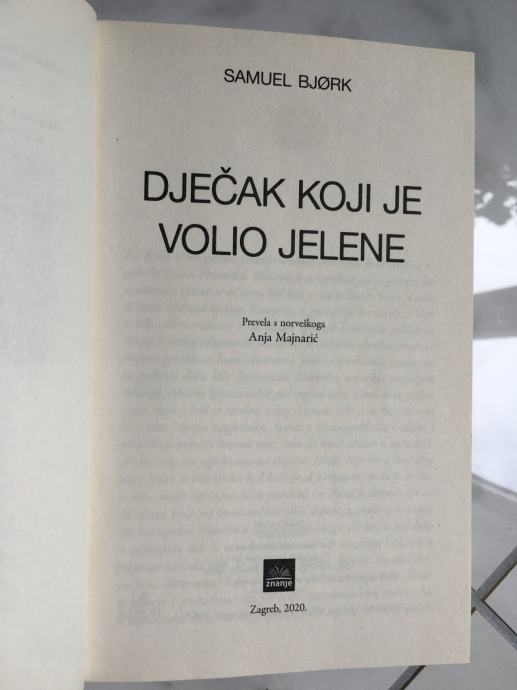 SAMUEL BJØRK
DJEČAK KOJI JE
VOLIO JELENE
Prevela s norveškoga
Anja Majnarić
znanje
Zagreb, 2020.